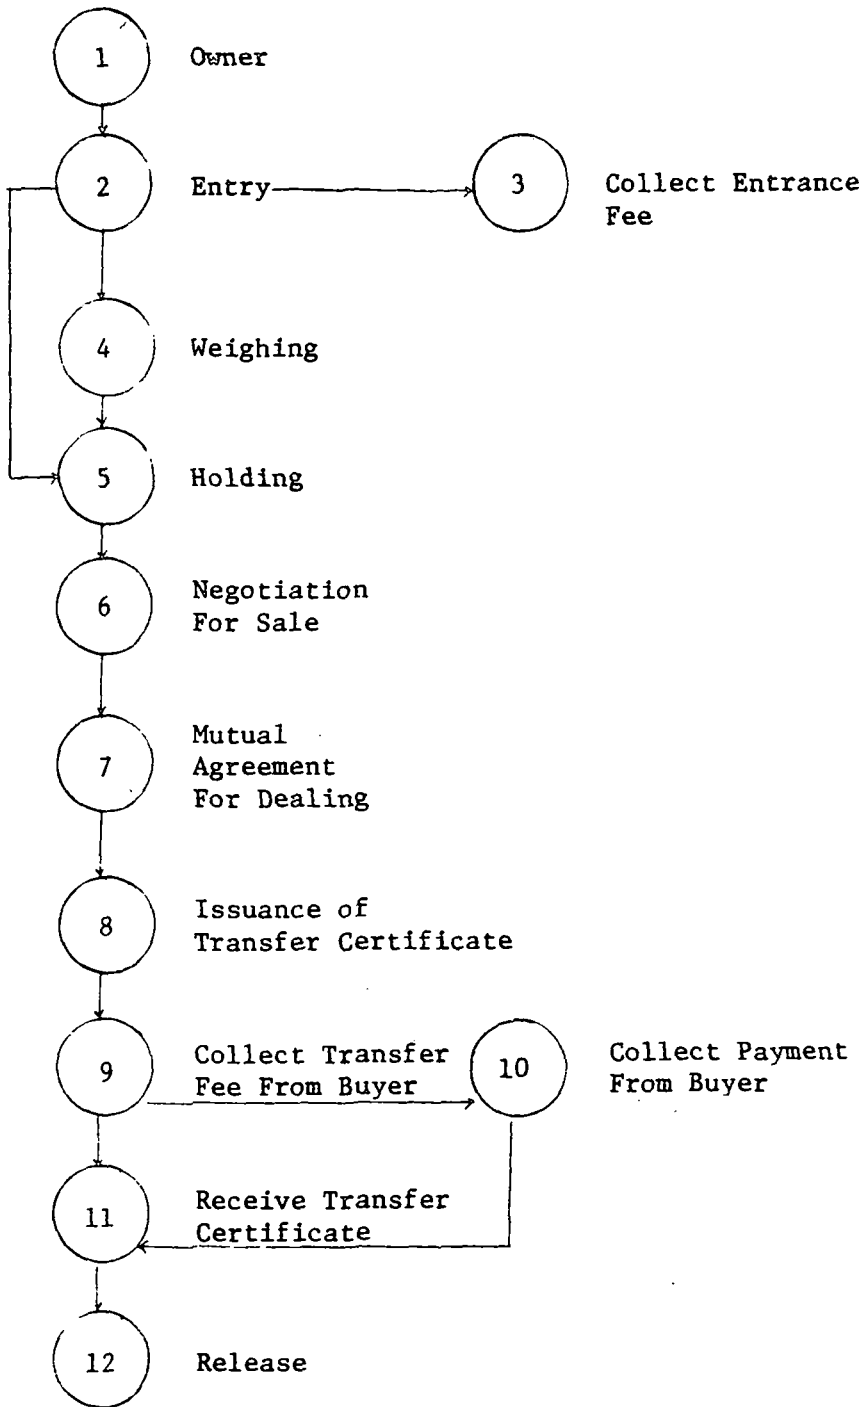 1 Owner
2 Entry 3 Collect Entrance
Fee
4 Weighing
5 Holding
6 Negotiation
For Sale
7 Mutual
Agreement
For Dealing
8 Issuance of
Transfer Certificate
9 Collect Transfer
Fee From Buyer
10 Collect Payment
From Buyer
11 Receive Transfer
Certificate
12 Release